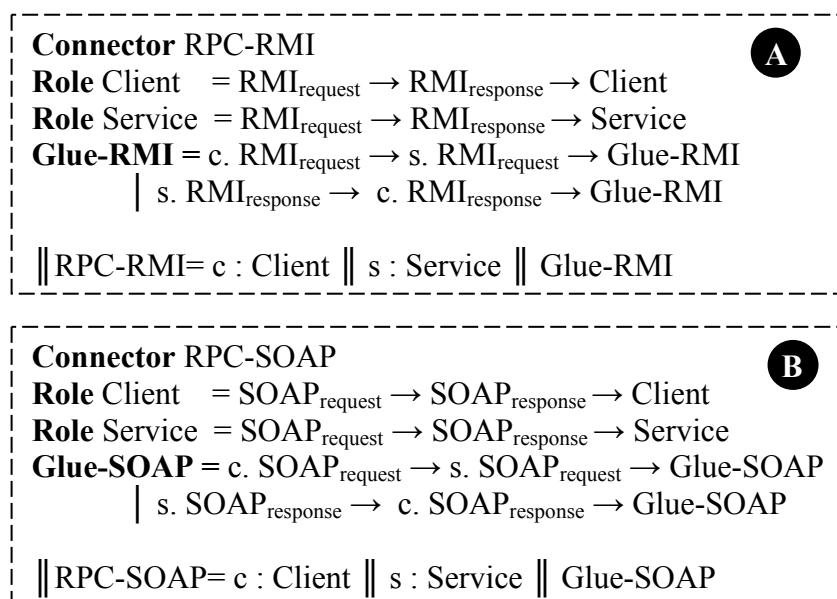 Connector RPC-RMI
A
Role Client = RMIrequest → RMIresponse → Client
Role Service = RMIrequest → RMIresponse → Service
Glue-RMI = c. RMIrequest → s. RMIrequest → Glue-RMI
| s. RMIresponse → c. RMIresponse → Glue-RMI
‖RPC-RMI= c : Client ‖ s : Service ‖ Glue-RMI
Connector RPC-SOAP
B
Role Client = SOAPrequest → SOAPresponse → Client
Role Service = SOAPrequest → SOAPresponse → Service
Glue-SOAP = c. SOAPrequest → s. SOAPrequest → Glue-SOAP
| s. SOAPresponse → c. SOAPresponse → Glue-SOAP
‖RPC-SOAP= c : Client ‖ s : Service ‖ Glue-SOAP